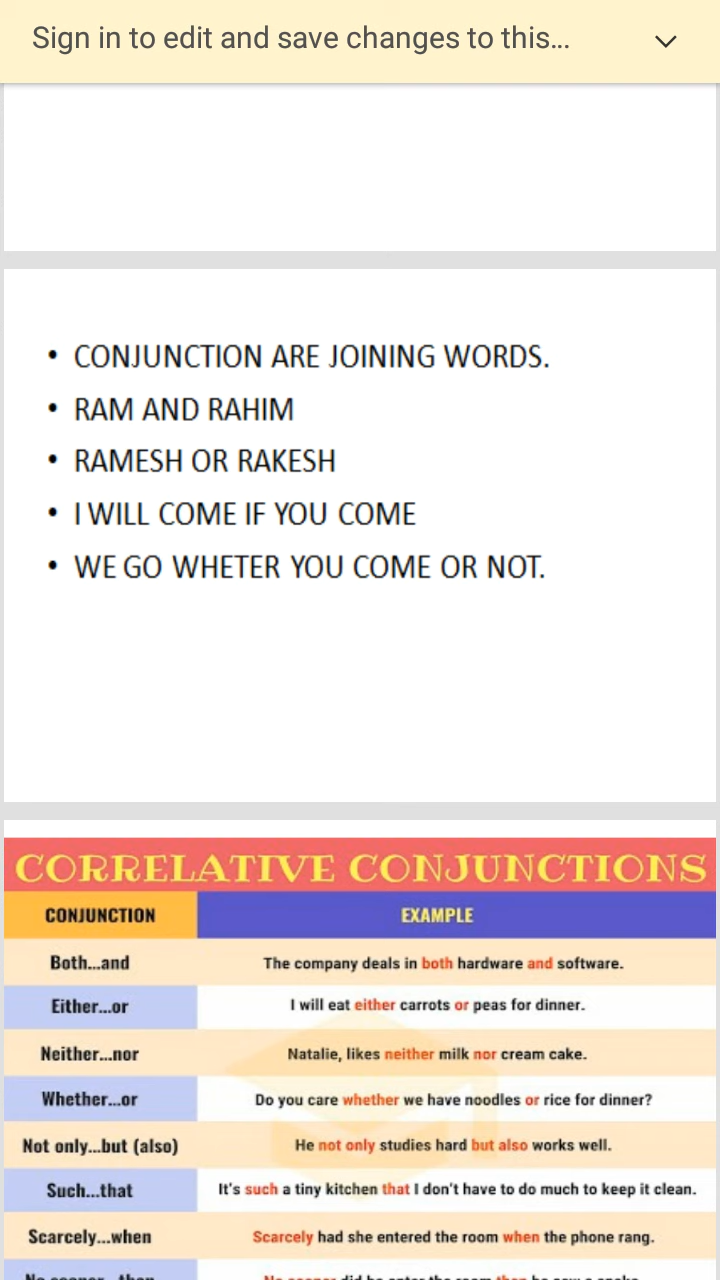 Sign in to edit and save changes to this...
• CONJUNCTION ARE JOINING WORDS.
• RAM AND RAHIM
• RAMESH OR RAKESH
• I WILL COME IF YOU COME
• WE GO WHETER YOU COME OR NOT.
CORRELATIVE CONJUNCTIONS
CONJUNCTION EXAMPLE
Both...and The company deals in both hardware and software.
Either...or I will eat either carrots or peas for dinner.
Neither...nor Natalie, likes neither milk nor cream cake.
Whether...or Do you care whether we have noodles or rice for dinner?
Not only...but (also) He not only studies hard but also works well.
Such...that It's such a tiny kitchen that I don't have to do much to keep it clean.
Scarcely...when Scarcely had she entered the room when the phone rang.